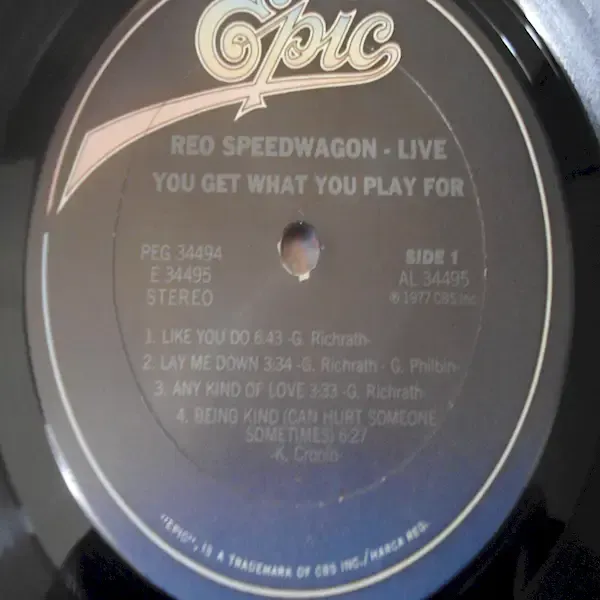 Epic
REO SPEEDWAGON - LIVE
YOU GET WHAT YOU PLAY FOR
PEG 34494
E 34495
STEREO
SIDE 1
AL 34495
℗ 1977 CBS Inc.
1. LIKE YOU DO 6:43 -G. Richrath-
2. LAY ME DOWN 3:34 -G. Richrath - G. Philbin-
3. ANY KIND OF LOVE 3:33 -G. Richrath-
4. BEING KIND (CAN HURT SOMEONE
SOMETIMES) 6:27
-K. Cronin-
"EPIC", IS A TRADEMARK OF CBS INC./MARCA REG.